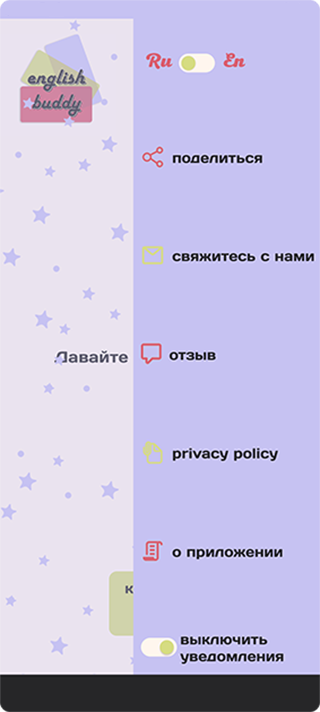 english
buddy
Ru En
поделиться
свяжитесь с нами
Давайте
отзыв
privacy policy
о приложении
к
выключить
уведомления